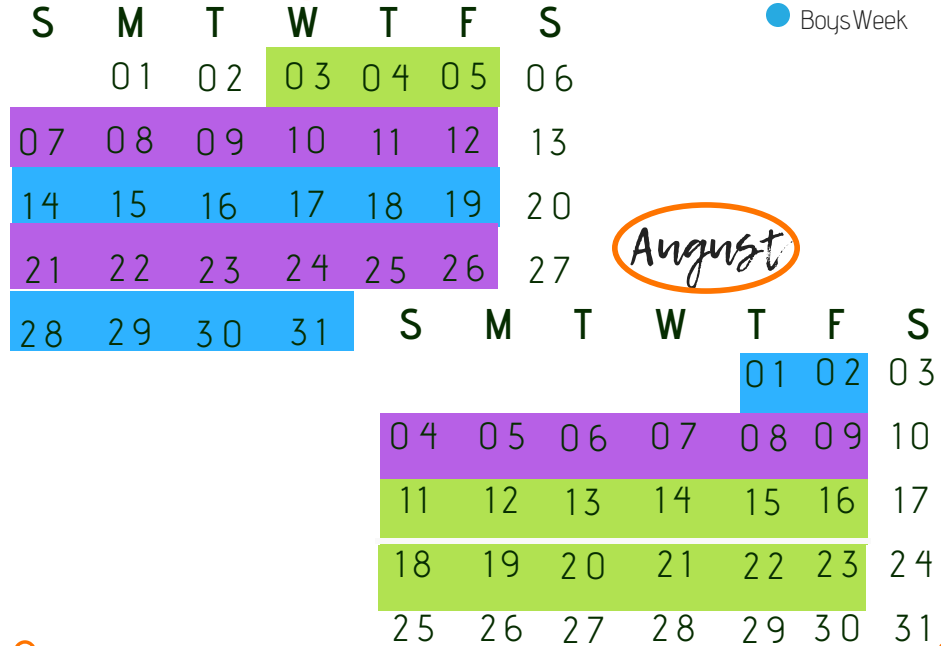 S M T W T F S
Boys Week
01 02 03 04 05 06
07 08 09 10 11 12 13
14 15 16 17 18 19 20
21 22 23 24 25 26 27
28 29 30 31
August
S M T W T F S
01 02 03
04 05 06 07 08 09 10
11 12 13 14 15 16 17
18 19 20 21 22 23 24
25 26 27 28 29 30 31